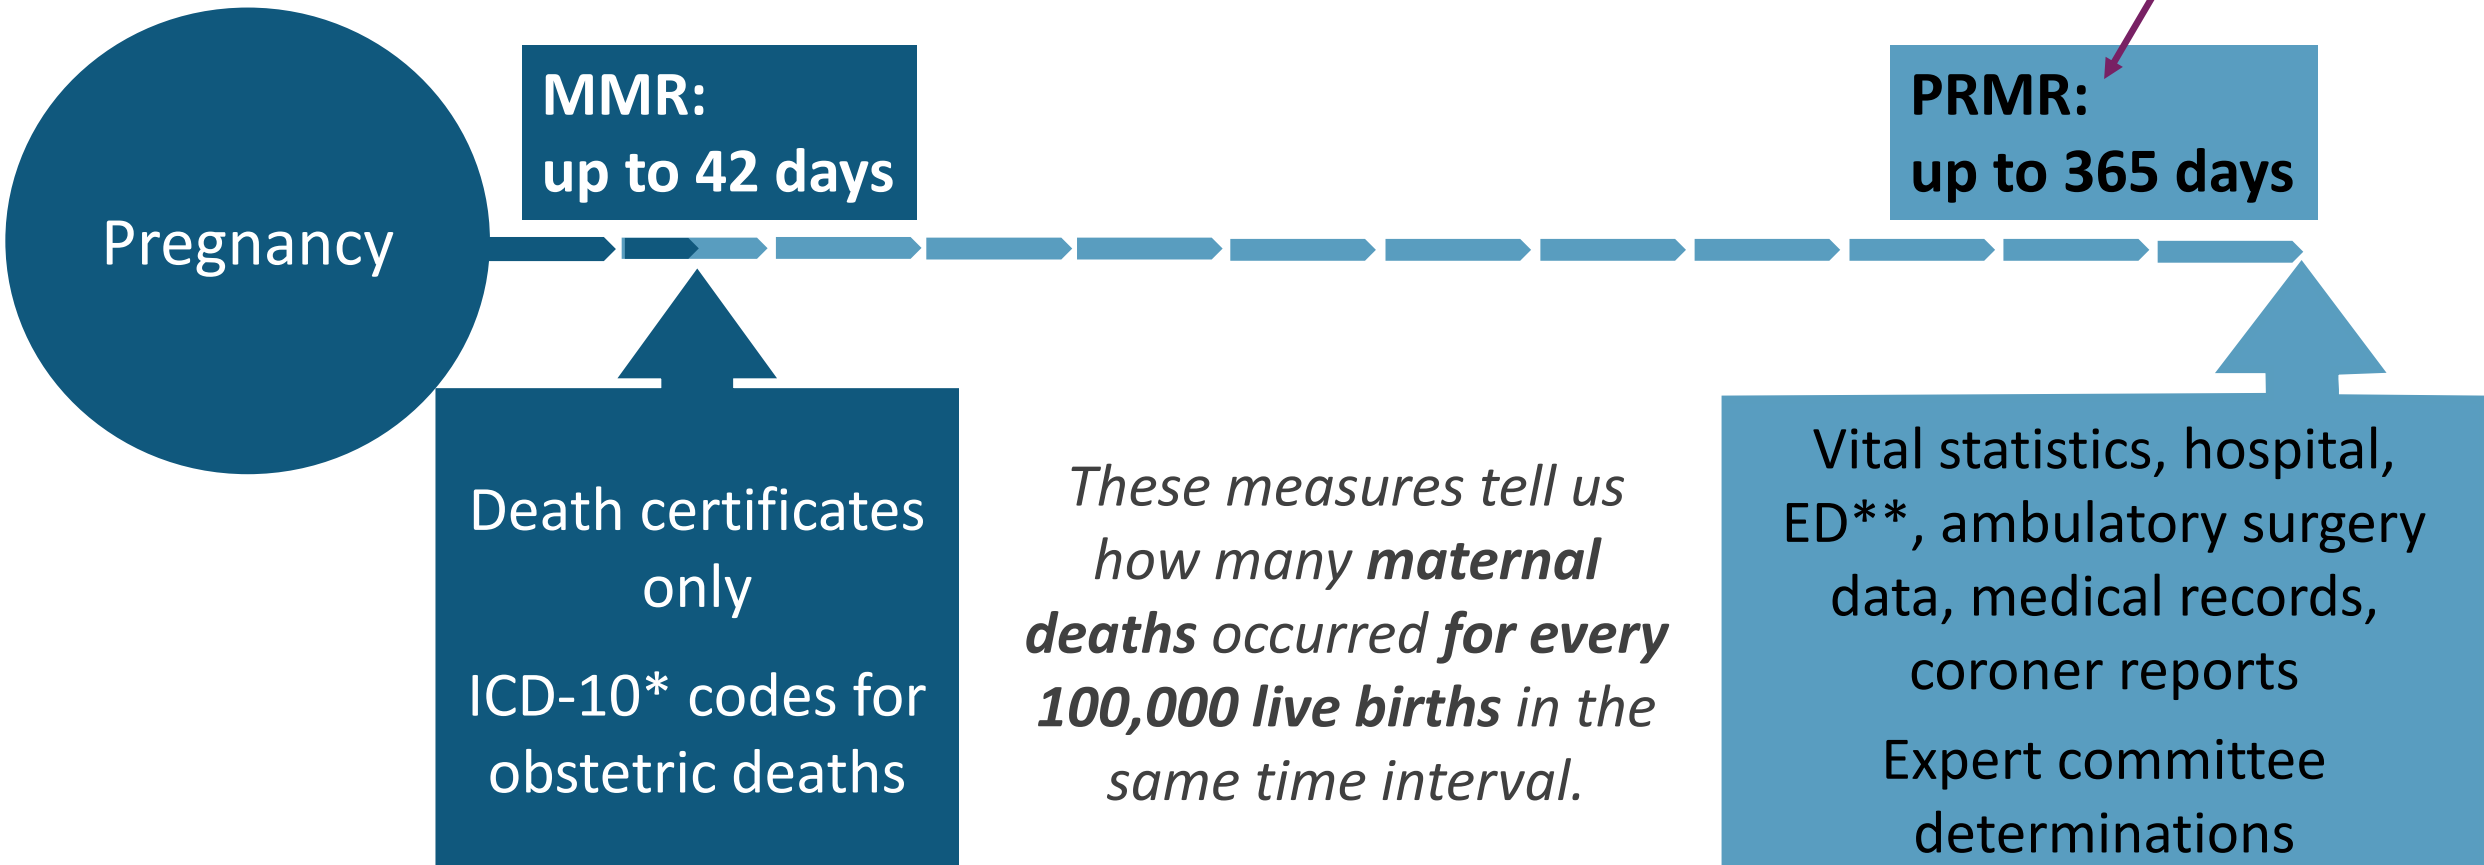 Pregnancy
MMR:
up to 42 days
PRMR:
up to 365 days
Death certificates
only
ICD-10* codes for
obstetric deaths
These measures tell us
how many maternal
deaths occurred for every
100,000 live births in the
same time interval.
Vital statistics, hospital,
ED**, ambulatory surgery
data, medical records,
coroner reports
Expert committee
determinations